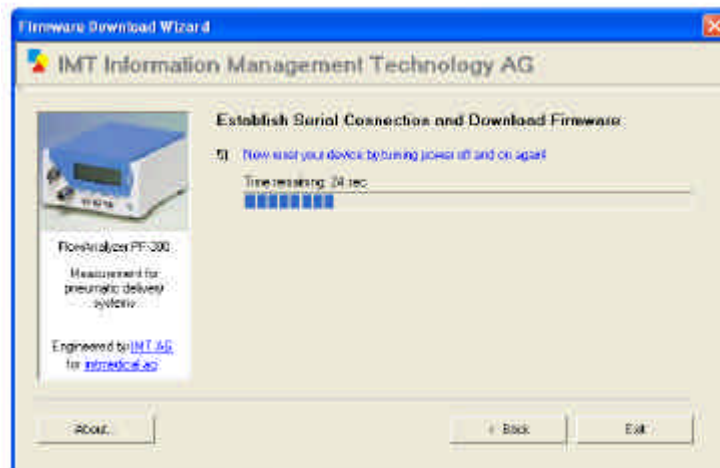 Firmware Download Wizard
IMT Information Management Technology AG
Establish Serial Connection and Download Firmware
5) Now reset your device by turning power off and on again!
Time remaining: 24 sec
FlowAnalyzer PF-300
Measurement for
pneumatic delivery
systems
Engineered by IMT AG
for imtmedical ag
About...
< Back
Exit